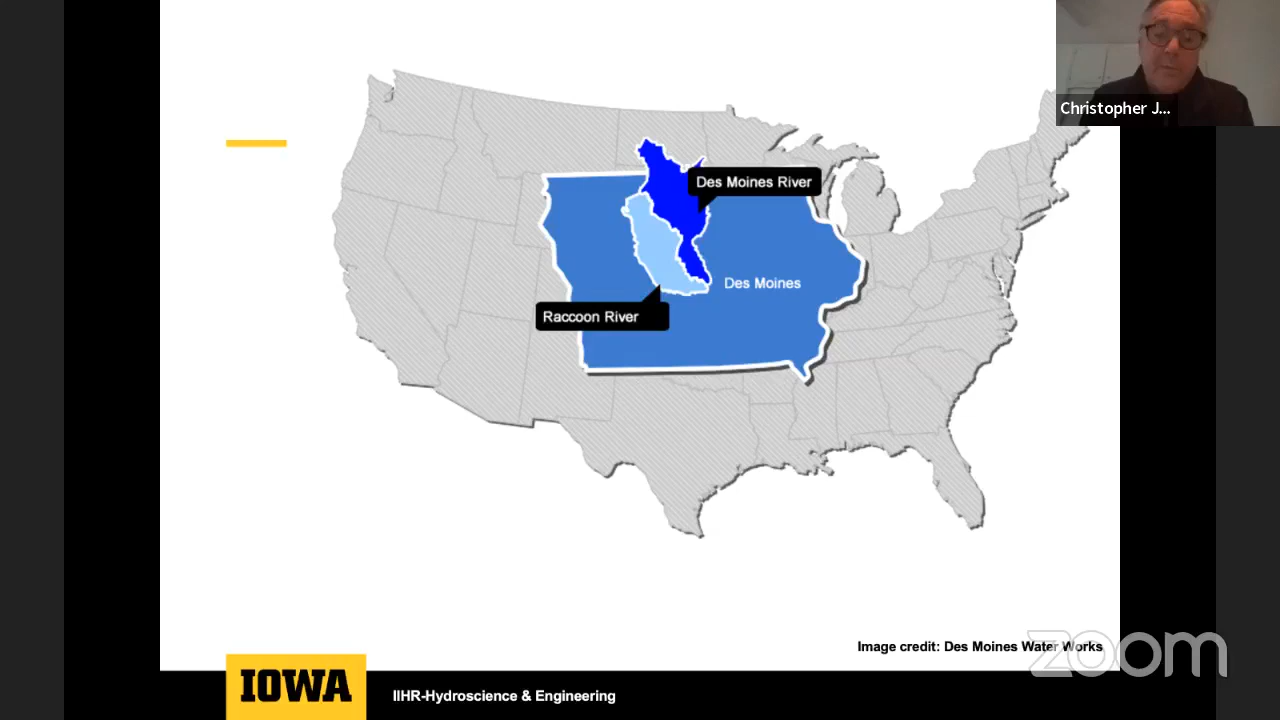 Christopher J...
Des Moines River
Des Moines
Raccoon River
Image credit: Des Moines Water Works
zoom
IOWA
IIHR-Hydroscience & Engineering